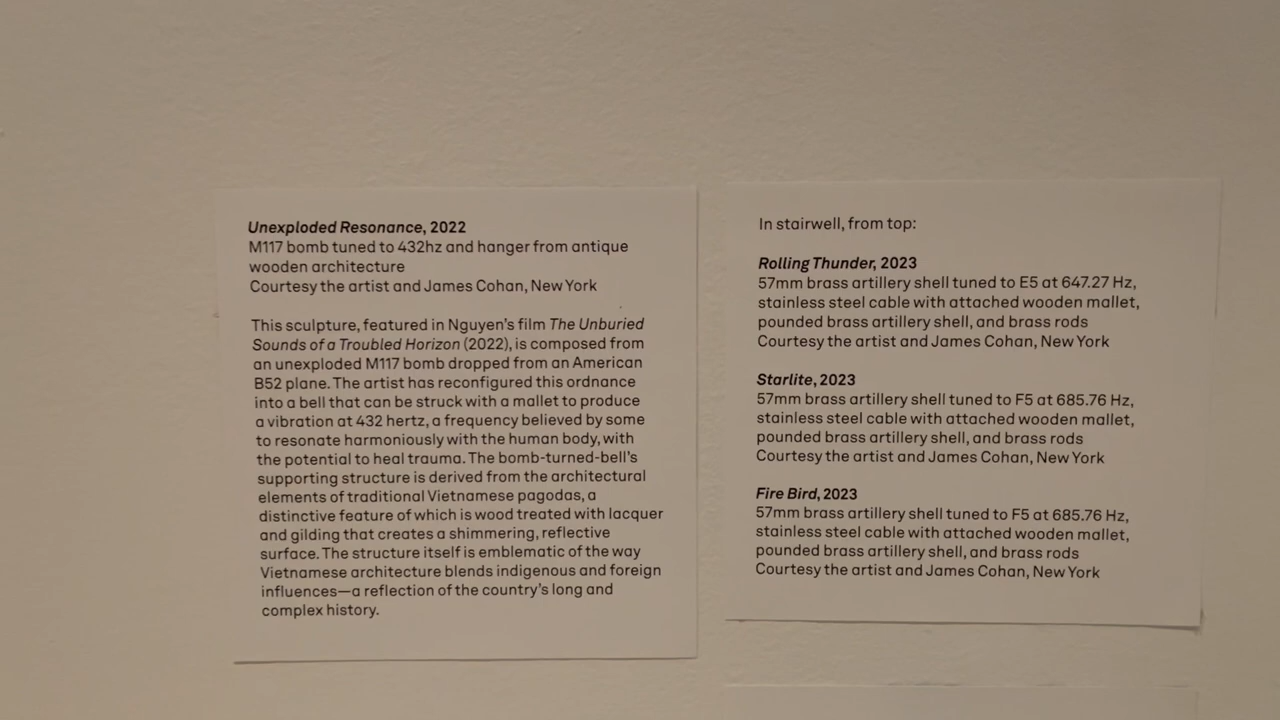 Unexploded Resonance, 2022
M117 bomb tuned to 432hz and hanger from antique
wooden architecture
Courtesy the artist and James Cohan, New York
This sculpture, featured in Nguyen's film The Unburied
Sounds of a Troubled Horizon (2022), is composed from
an unexploded M117 bomb dropped from an American
B52 plane. The artist has reconfigured this ordnance
into a bell that can be struck with a mallet to produce
a vibration at 432 hertz, a frequency believed by some
to resonate harmoniously with the human body, with
the potential to heal trauma. The bomb-turned-bell's
supporting structure is derived from the architectural
elements of traditional Vietnamese pagodas, a
distinctive feature of which is wood treated with lacquer
and gilding that creates a shimmering, reflective
surface. The structure itself is emblematic of the way
Vietnamese architecture blends indigenous and foreign
influences—a reflection of the country's long and
complex history.
In stairwell, from top:
Rolling Thunder, 2023
57mm brass artillery shell tuned to E5 at 647.27 Hz,
stainless steel cable with attached wooden mallet,
pounded brass artillery shell, and brass rods
Courtesy the artist and James Cohan, New York
Starlite, 2023
57mm brass artillery shell tuned to F5 at 685.76 Hz,
stainless steel cable with attached wooden mallet,
pounded brass artillery shell, and brass rods
Courtesy the artist and James Cohan, New York
Fire Bird, 2023
57mm brass artillery shell tuned to F5 at 685.76 Hz,
stainless steel cable with attached wooden mallet,
pounded brass artillery shell, and brass rods
Courtesy the artist and James Cohan, New York